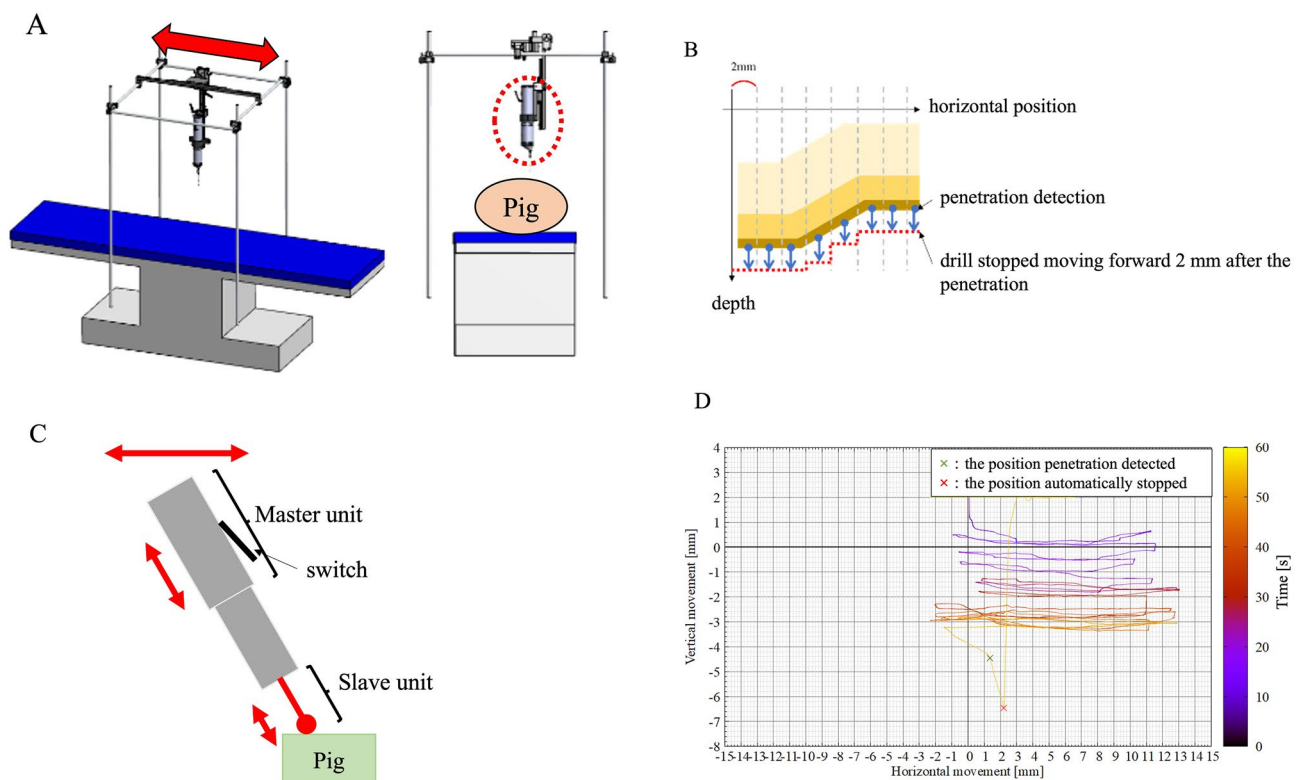 A
Pig
B
2mm
horizontal position
penetration detection
drill stopped moving forward 2 mm after the
penetration
depth
C
Master unit
switch
Slave unit
Pig
D
× : the position penetration detected
× : the position automatically stopped
4
3
2
1
0
-1
-2
-3
-4
-5
-6
-7
-8
Vertical movement [mm]
-15 -14 -13 -12 -11 -10 -9 -8 -7 -6 -5 -4 -3 -2 -1 0 1 2 3 4 5 6 7 8 9 10 11 12 13 14 15
Horizontal movement [mm]
60
50
40
30
20
10
0
Time [s]